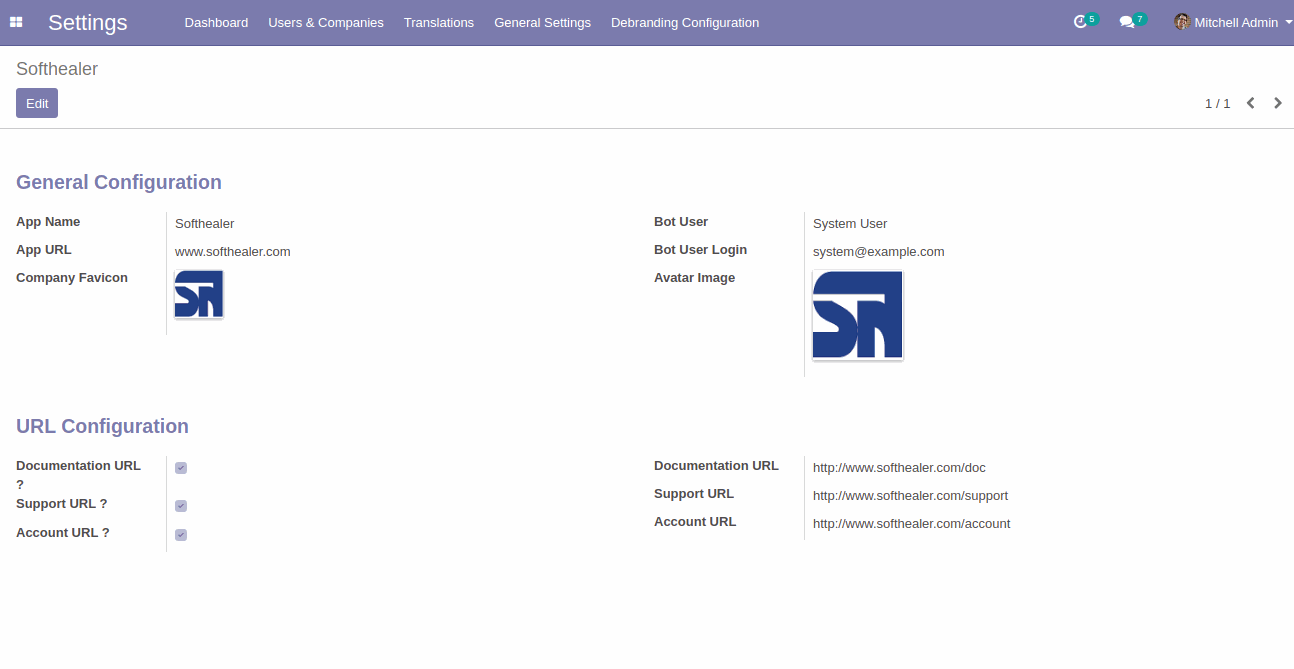 Settings Dashboard Users & Companies Translations General Settings Debranding Configuration 5 7 Mitchell Admin
Softhealer
Edit 1 / 1
General Configuration
App Name Softhealer Bot User System User
App URL www.softhealer.com Bot User Login system@example.com
Company Favicon Avatar Image
URL Configuration
Documentation URL Documentation URL http://www.softhealer.com/doc
?
Support URL ? Support URL http://www.softhealer.com/support
Account URL ? Account URL http://www.softhealer.com/account